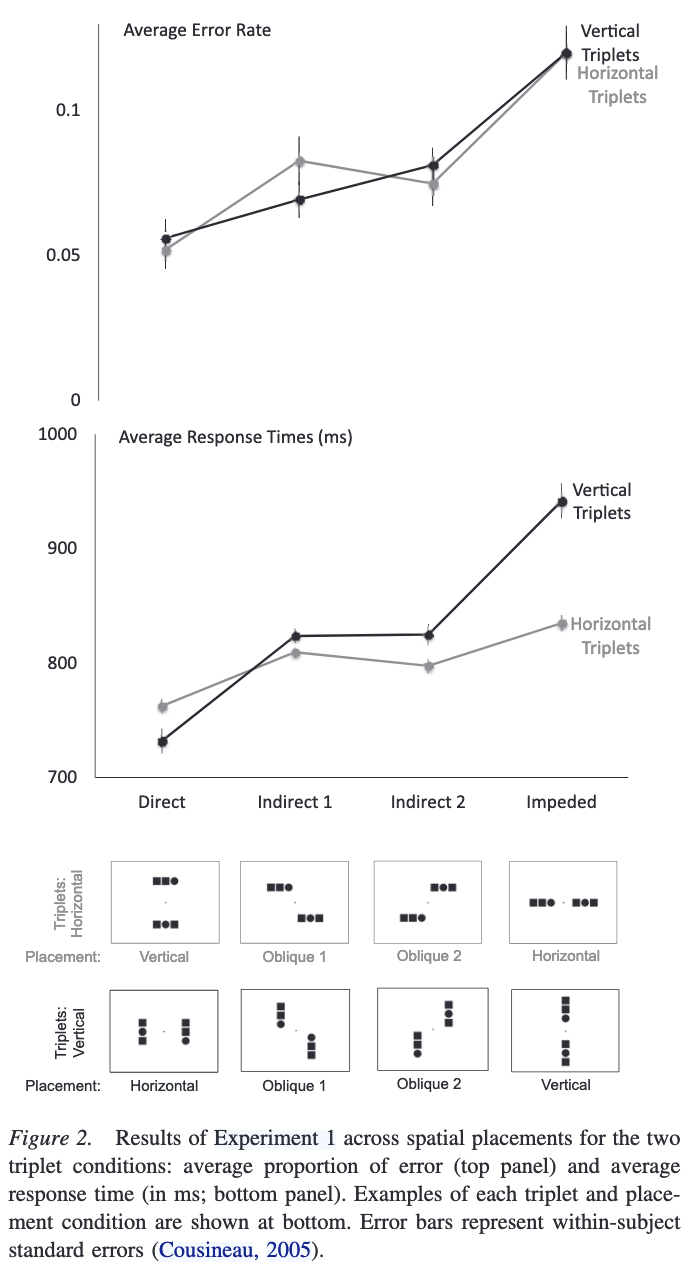 Average Error Rate
Vertical
Triplets
Horizontal
Triplets
0.1
0.05
0
1000
Average Response Times (ms)
Vertical
Triplets
900
Horizontal
Triplets
800
700
Direct Indirect 1 Indirect 2 Impeded
Triplets:
Horizontal
Placement: Vertical Oblique 1 Oblique 2 Horizontal
Triplets:
Vertical
Placement: Horizontal Oblique 1 Oblique 2 Vertical
Figure 2. Results of Experiment 1 across spatial placements for the two
triplet conditions: average proportion of error (top panel) and average
response time (in ms; bottom panel). Examples of each triplet and place-
ment condition are shown at bottom. Error bars represent within-subject
standard errors (Cousineau, 2005).